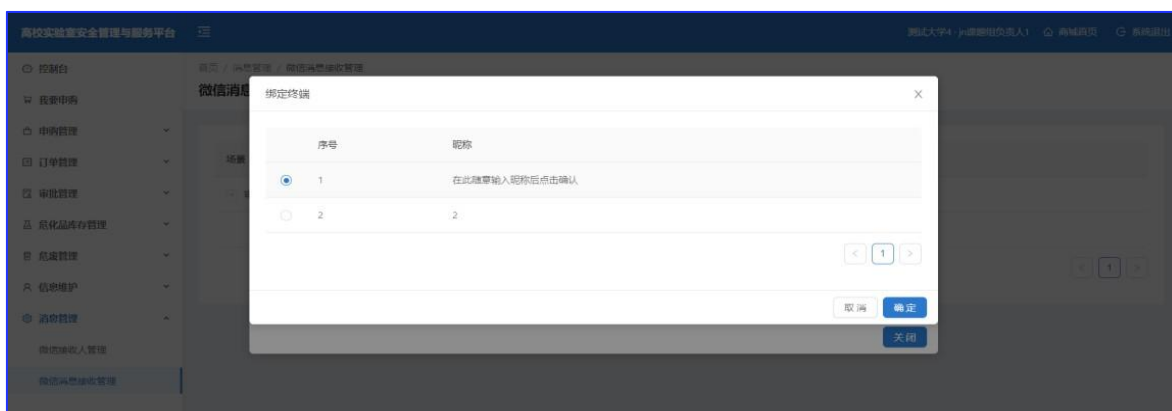 高校实验室安全管理与服务平台
测试大学4-jn课题组负责人1 商城首页 系统退出
控制台
我要申购
申购管理
订单管理
审批管理
危化品库存管理
危废管理
信息维护
消息管理
微信接收人管理
微信消息接收管理
首页 / 消息管理 / 微信消息接收管理
微信消息
场景
绑定终端
序号 昵称
1 在此随意输入昵称后点击确认
2 2
1
1
取消 确定
关闭